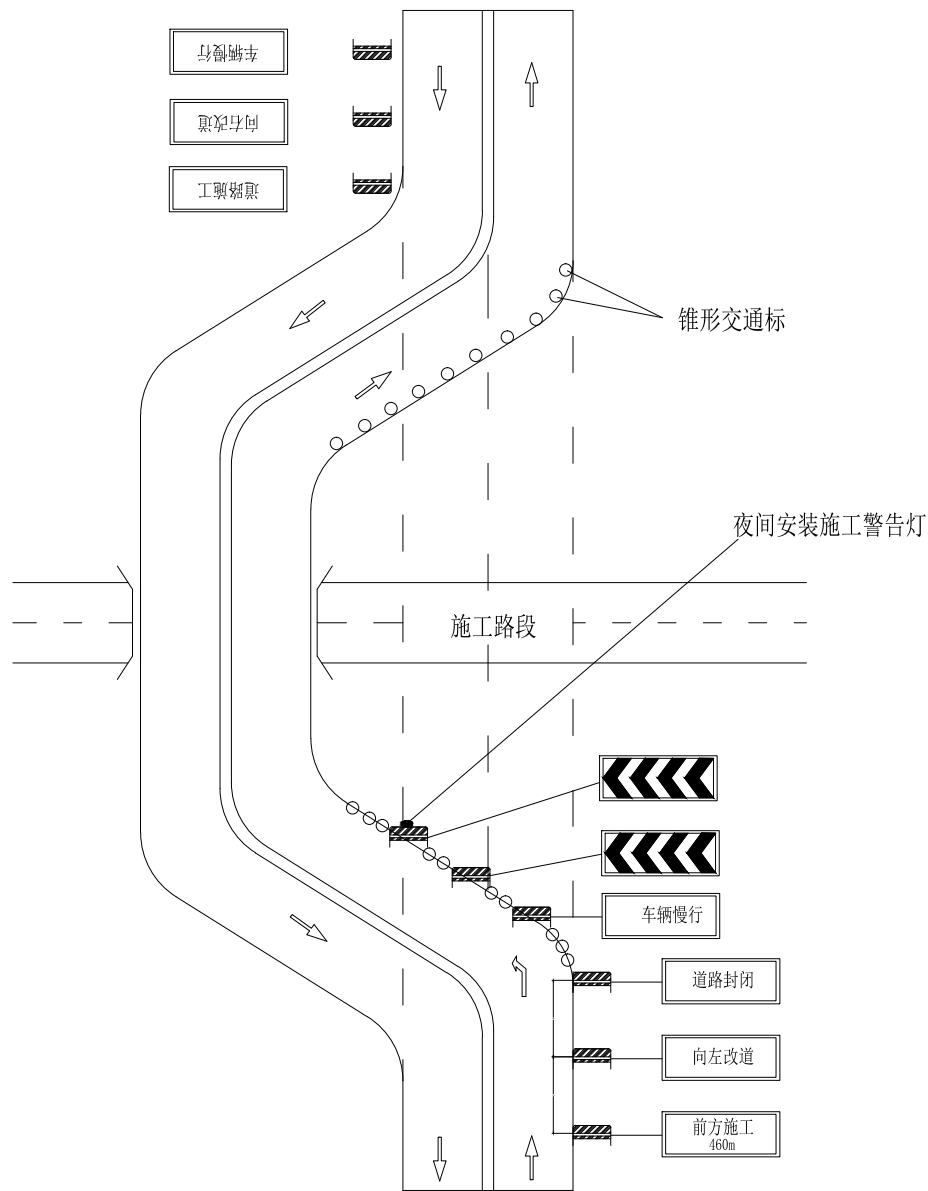 车辆慢行
向右改道
道路施工
锥形交通标
夜间安装施工警告灯
施工路段
车辆慢行
道路封闭
向左改道
前方施工
460m